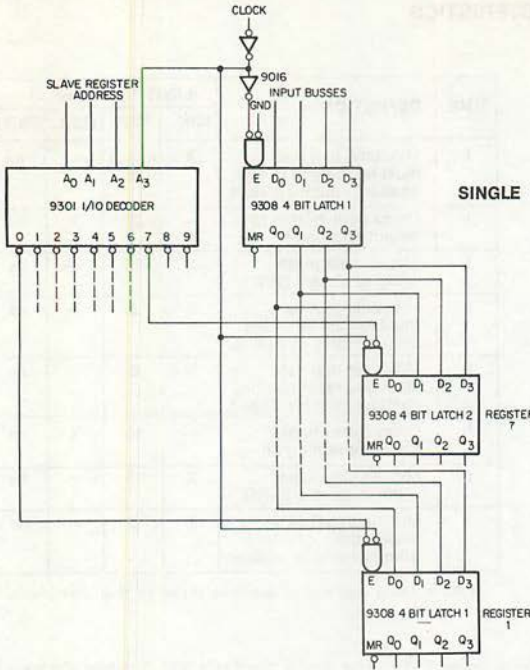 CLOCK
9016
SLAVE REGISTER
ADDRESS
GND
INPUT BUSSES
A0 A1 A2 A3
9301 1/10 DECODER
0 1 2 3 4 5 6 7 8 9
E D0 D1 D2 D3
9308 4 BIT LATCH 1
MR Q0 Q1 Q2 Q3
SINGLE
E D0 D1 D2 D3
9308 4 BIT LATCH 2
MR Q0 Q1 Q2 Q3
REGISTER
7
E D0 D1 D2 D3
9308 4 BIT LATCH 1
MR Q0 Q1 Q2 Q3
REGISTER
1